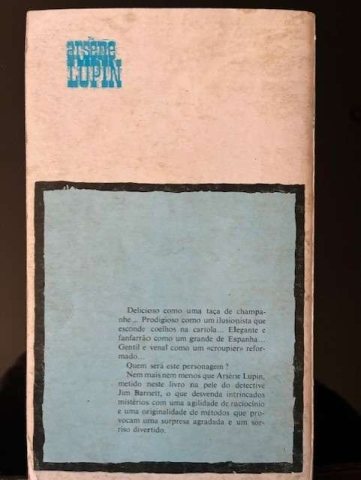 arsène
LUPIN
Delicioso como uma taça de champa-
nhe... Prodigioso como um ilusionista que
esconde coelhos na cartola... Elegante e
fanfarrão como um grande de Espanha...
Gentil e venal como um «croupier» refor-
mado...
Quem será este personagem?
Nem mais nem menos que Arsène Lupin,
metido neste livro na pele do detective
Jim Barnett, o que desvenda intrincados
mistérios com uma agilidade de raciocínio
e uma originalidade de métodos que pro-
vocam uma surpresa agradada e um sor-
riso divertido.